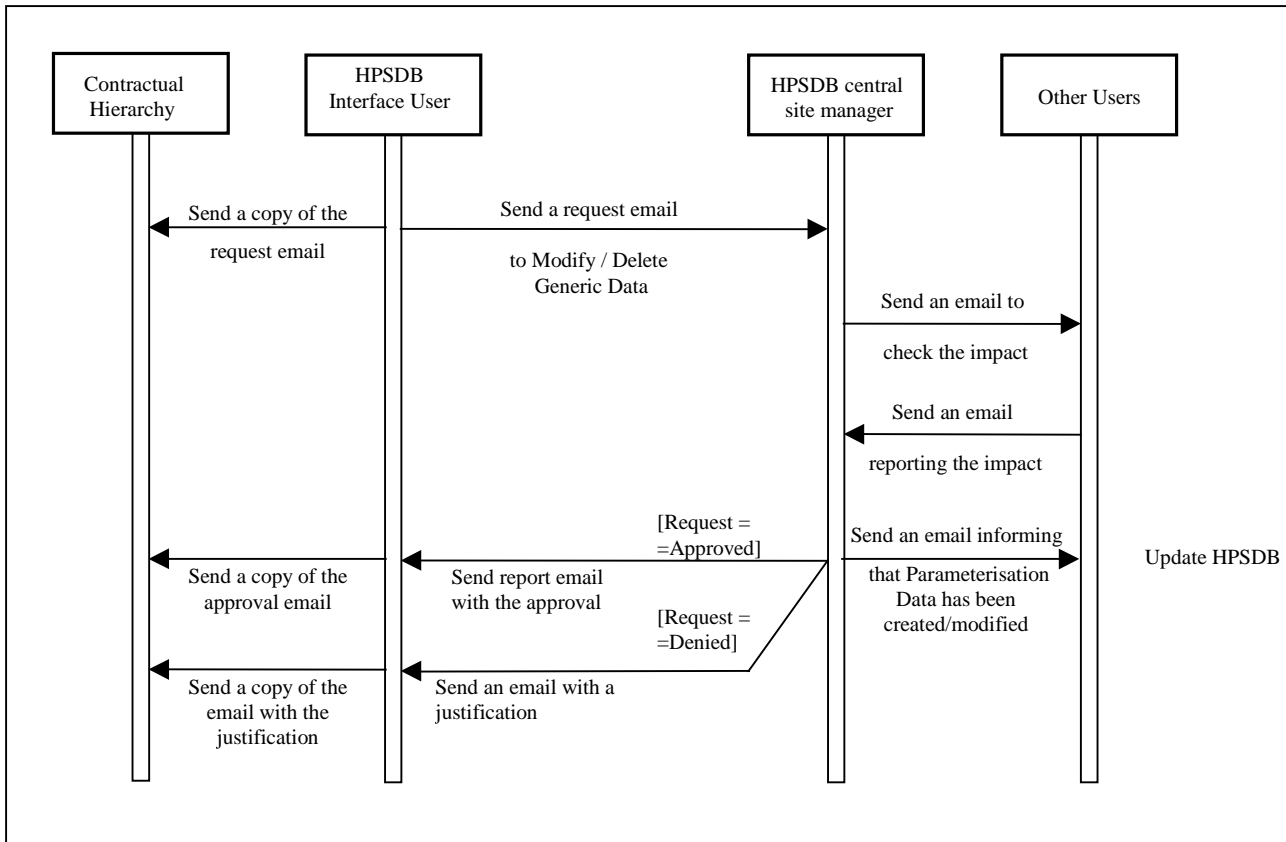 Contractual
Hierarchy
HPSDB
Interface User
HPSDB central
site manager
Other Users
Send a copy of the
request email
Send a request email
to Modify / Delete
Generic Data
Send an email to
check the impact
Send an email
reporting the impact
[Request =
=Approved]
Send an email informing
that Parameterisation
Data has been
created/modified
Update HPSDB
Send report email
with the approval
Send a copy of the
approval email
[Request =
=Denied]
Send an email with a
justification
Send a copy of the
email with the
justification